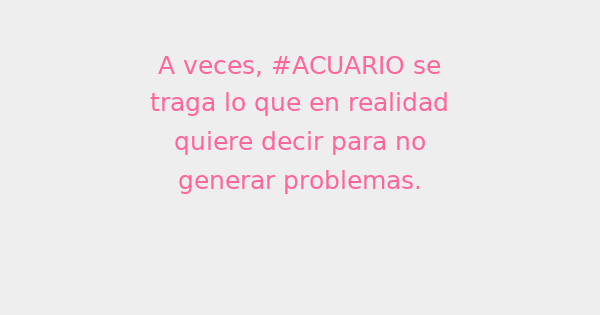 A veces, #ACUARIO se
traga lo que en realidad
quiere decir para no
generar problemas.